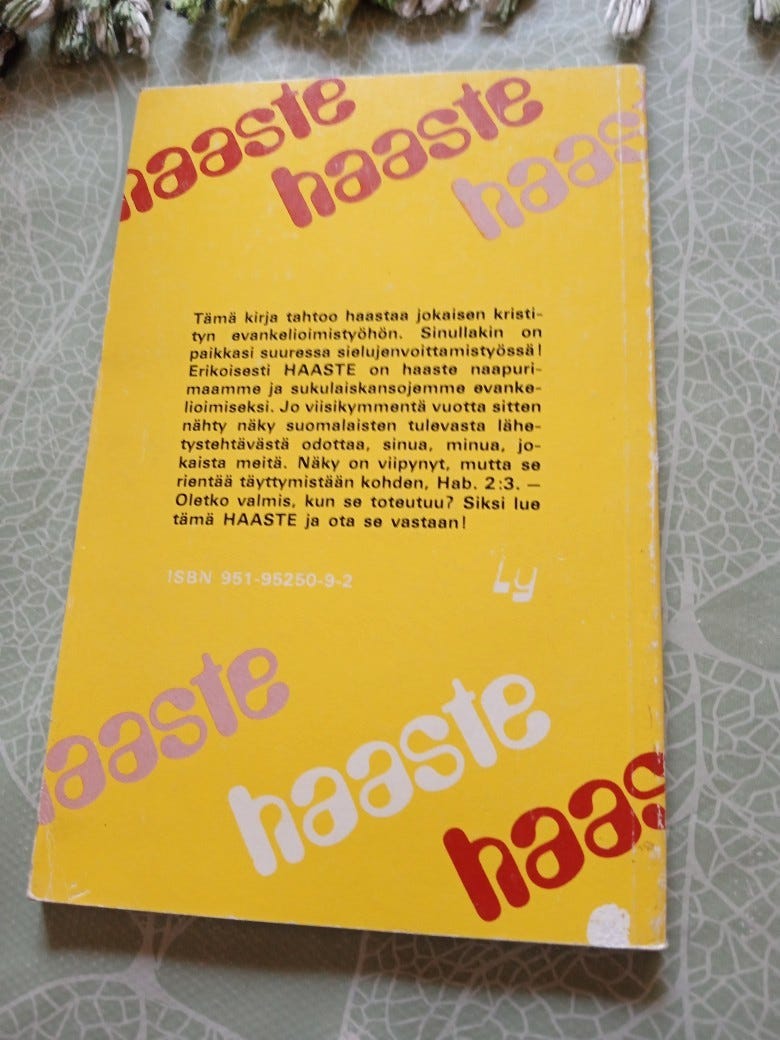 haaste
haaste
haas
Tämä kirja tahtoo haastaa jokaisen kristi-
tyn evankelioimistyöhön. Sinullakin on
paikkasi suuressa sielujenvoittamistyössä!
Erikoisesti HAASTE on haaste naapuri-
maamme ja sukulaiskansojemme evanke-
lioimiseksi. Jo viisikymmentä vuotta sitten
nähty näky suomalaisten tulevasta lähe-
tystehtävästä odottaa, sinua, minua, jo-
kaista meitä. Näky on viipynyt, mutta se
rientää täyttymistään kohden, Hab. 2:3. —
Oletko valmis, kun se toteutuu? Siksi lue
tämä HAASTE ja ota se vastaan!
ISBN 951-95250-9-2
Ly
haaste
haaste
haas